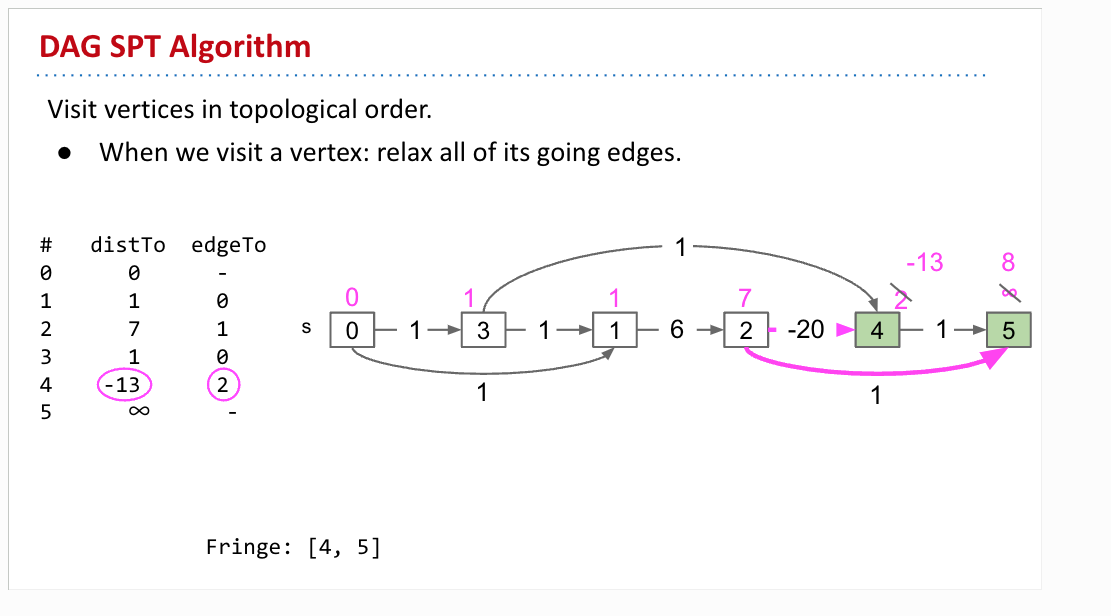 DAG SPT Algorithm
Visit vertices in topological order.
● When we visit a vertex: relax all of its going edges.
# distTo edgeTo
0 0 -
1 1 0
2 7 1
3 1 0
4 -13 2
5 ∞ -
1
-13 8
0 1 1 7 2 ∞
s 0 1 3 1 1 6 2 -20 4 1 5
1 1
Fringe: [4, 5]